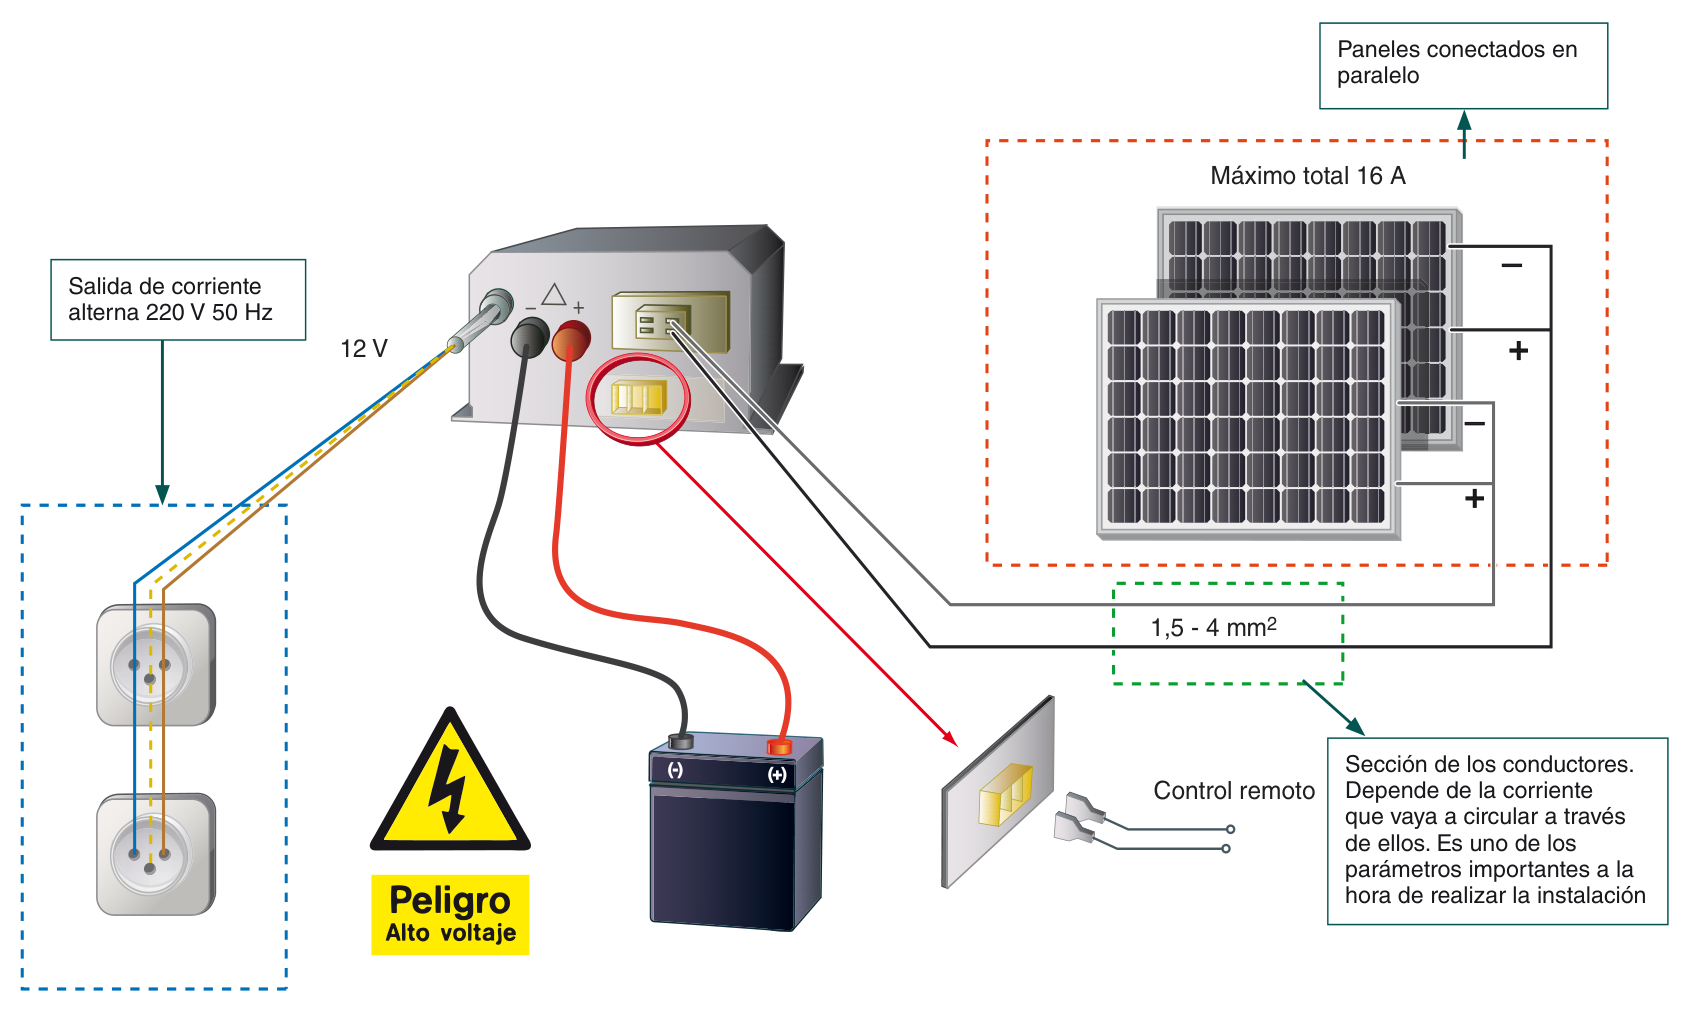 Paneles conectados en
paralelo
Máximo total 16 A
–
+
–
+
Salida de corriente
alterna 220 V 50 Hz
12 V
– +
1,5 - 4 mm²
(-) (+)
Control remoto
Sección de los conductores.
Depende de la corriente
que vaya a circular a través
de ellos. Es uno de los
parámetros importantes a la
hora de realizar la instalación
Peligro
Alto voltaje